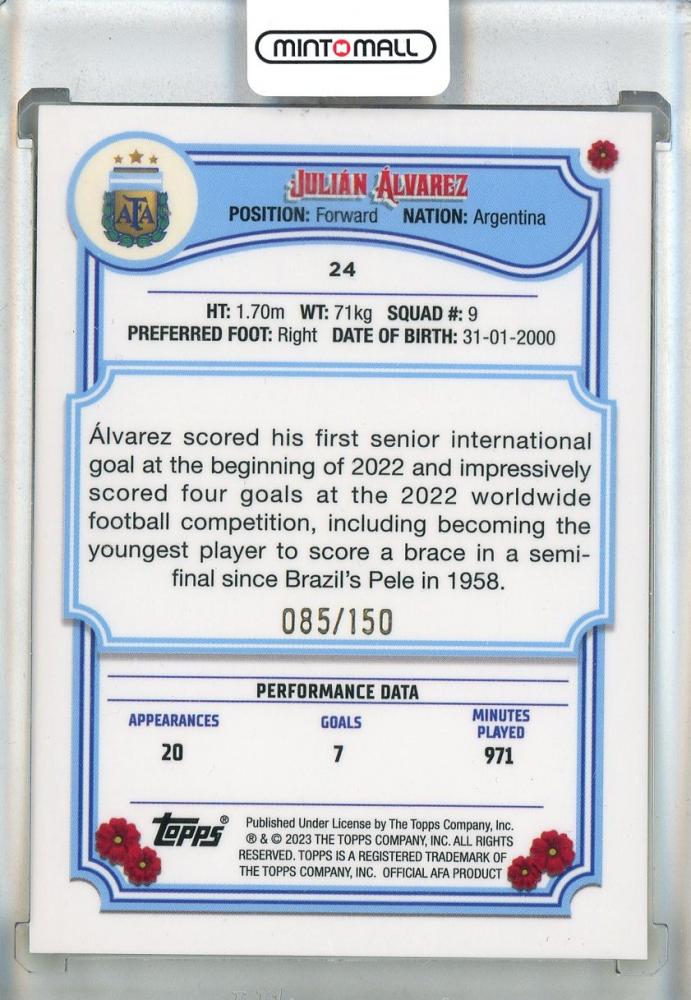 MINTMALL
AFA
JULIÁN ÁLVAREZ
POSITION: Forward NATION: Argentina
24
HT: 1.70m WT: 71kg SQUAD #: 9
PREFERRED FOOT: Right DATE OF BIRTH: 31-01-2000
Álvarez scored his first senior international
goal at the beginning of 2022 and impressively
scored four goals at the 2022 worldwide
football competition, including becoming the
youngest player to score a brace in a semi-
final since Brazil's Pele in 1958.
085/150
PERFORMANCE DATA
APPEARANCES GOALS MINUTES
PLAYED
20 7 971
topps®
Published Under License by The Topps Company, Inc.
® & © 2023 THE TOPPS COMPANY, INC. ALL RIGHTS
RESERVED. TOPPS IS A REGISTERED TRADEMARK OF
THE TOPPS COMPANY, INC. OFFICIAL AFA PRODUCT